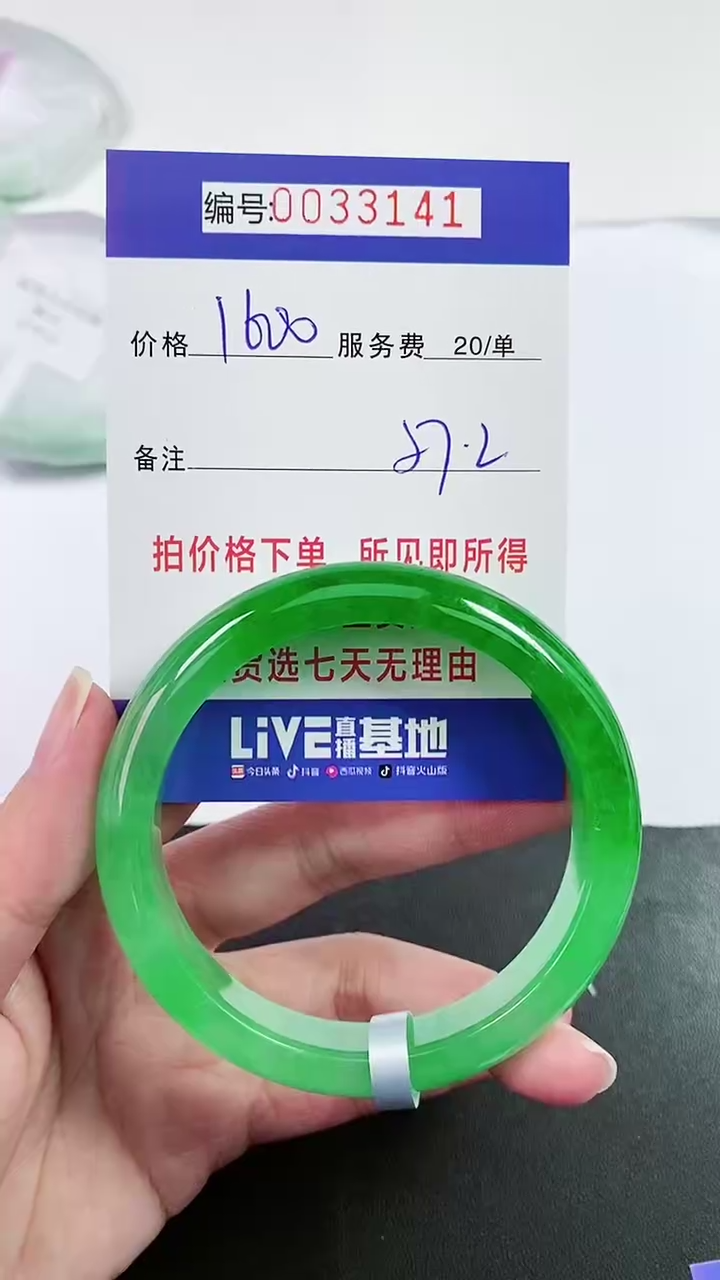 编号:0033141
价格 1600 服务费 20/单
备注 57.2
拍价格下单 所见即所得
货选七天无理由
LiVE直播基地
今日头条 抖音 西瓜视频 抖音火山版